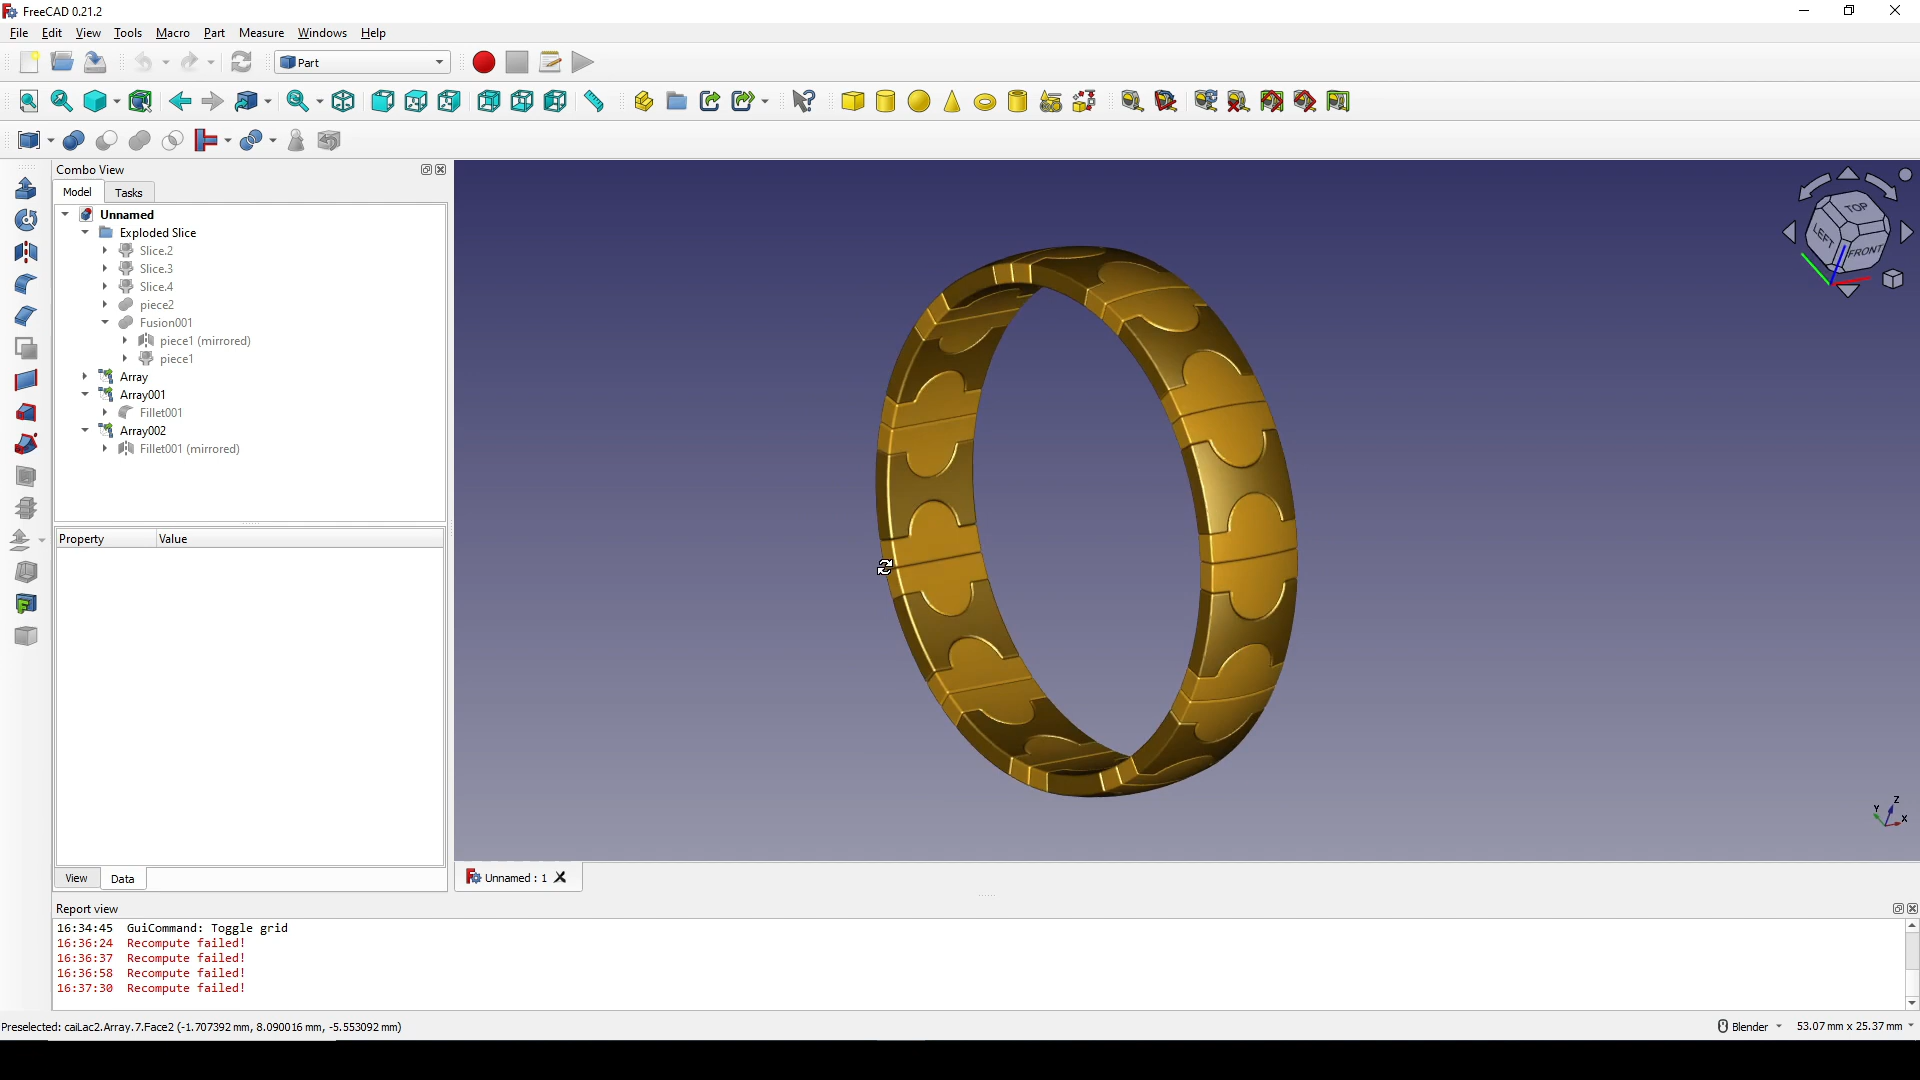 FreeCAD 0.21.2
File Edit View Tools Macro Part Measure Windows Help
Part
Combo View
Model Tasks
Unnamed
Exploded Slice
Slice.2
Slice.3
Slice.4
piece2
Fusion001
piece1 (mirrored)
piece1
Array
Array001
Fillet001
Array002
Fillet001 (mirrored)
Property Value
View Data
TOP
LEFT
FRONT
Z
Y
X
Unnamed : 1
Report view
16:34:45 GuiCommand: Toggle grid
16:36:24 Recompute failed!
16:36:37 Recompute failed!
16:36:58 Recompute failed!
16:37:30 Recompute failed!
Preselected: caiLac2.Array.7.Face2 (-1.707392 mm, 8.090016 mm, -5.553092 mm)
Blender 53.07 mm x 25.37 mm